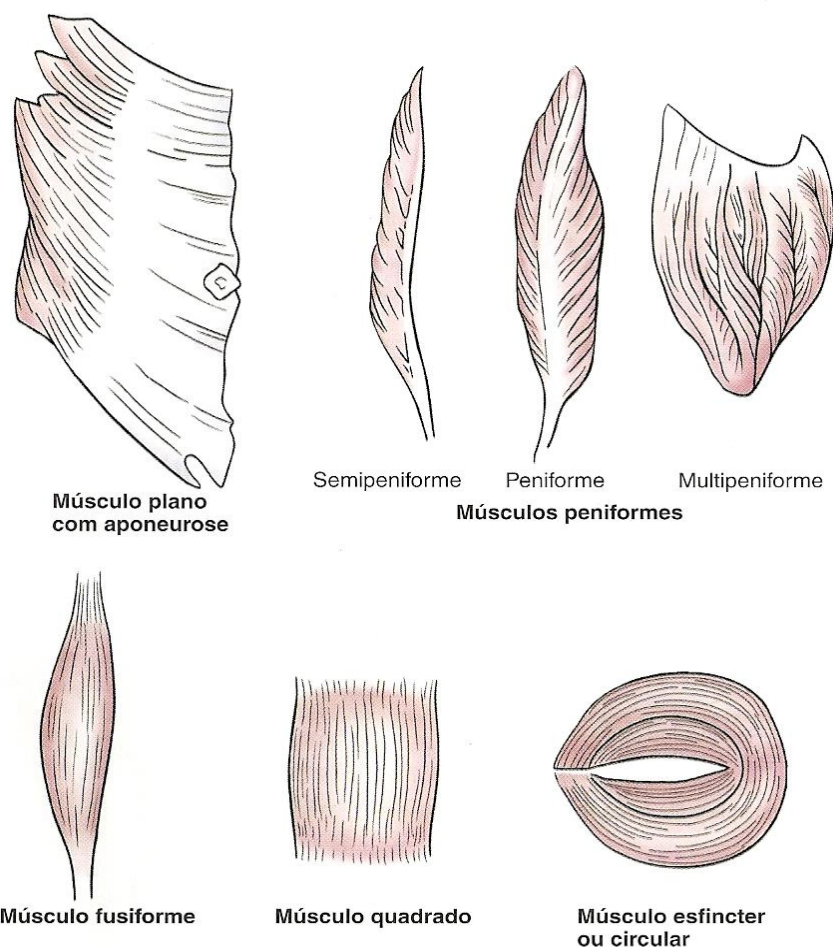 Músculo plano
com aponeurose
Semipeniforme
Peniforme
Multipeniforme
Músculos peniformes
Músculo fusiforme
Músculo quadrado
Músculo esfincter
ou circular